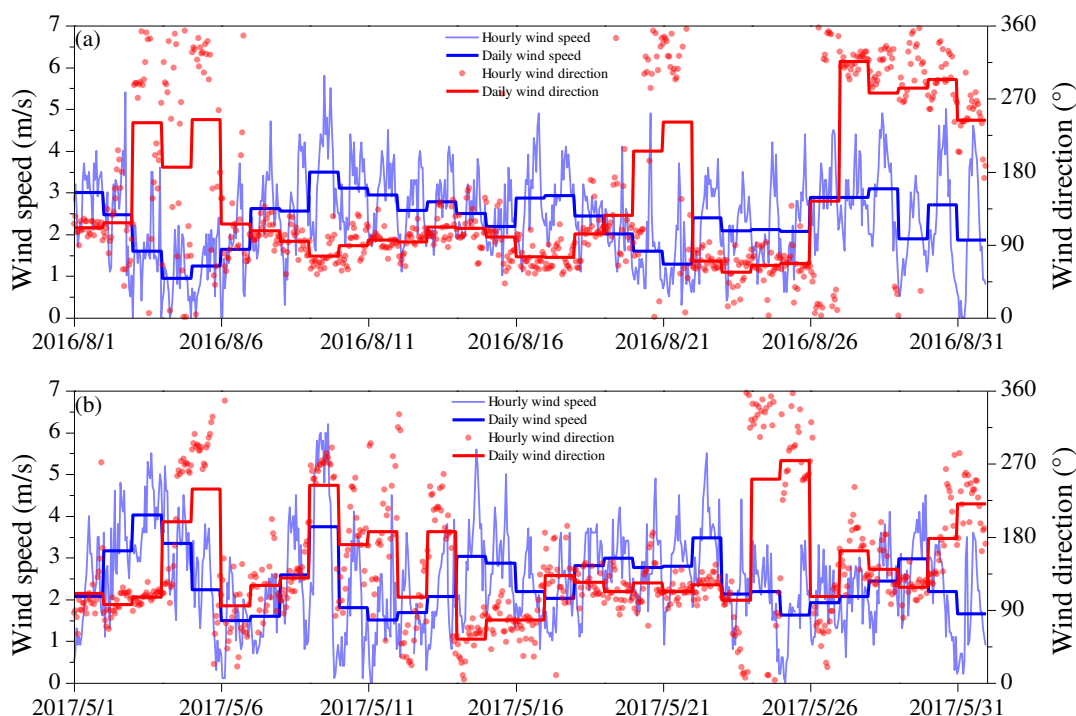 (a)
Hourly wind speed
Daily wind speed
Hourly wind direction
Daily wind direction
Wind speed (m/s)
7
6
5
4
3
2
1
0
Wind direction (°)
360
270
180
90
0
2016/8/1 2016/8/6 2016/8/11 2016/8/16 2016/8/21 2016/8/26 2016/8/31
(b)
Hourly wind speed
Daily wind speed
Hourly wind direction
Daily wind direction
Wind speed (m/s)
7
6
5
4
3
2
1
0
Wind direction (°)
360
270
180
90
0
2017/5/1 2017/5/6 2017/5/11 2017/5/16 2017/5/21 2017/5/26 2017/5/31